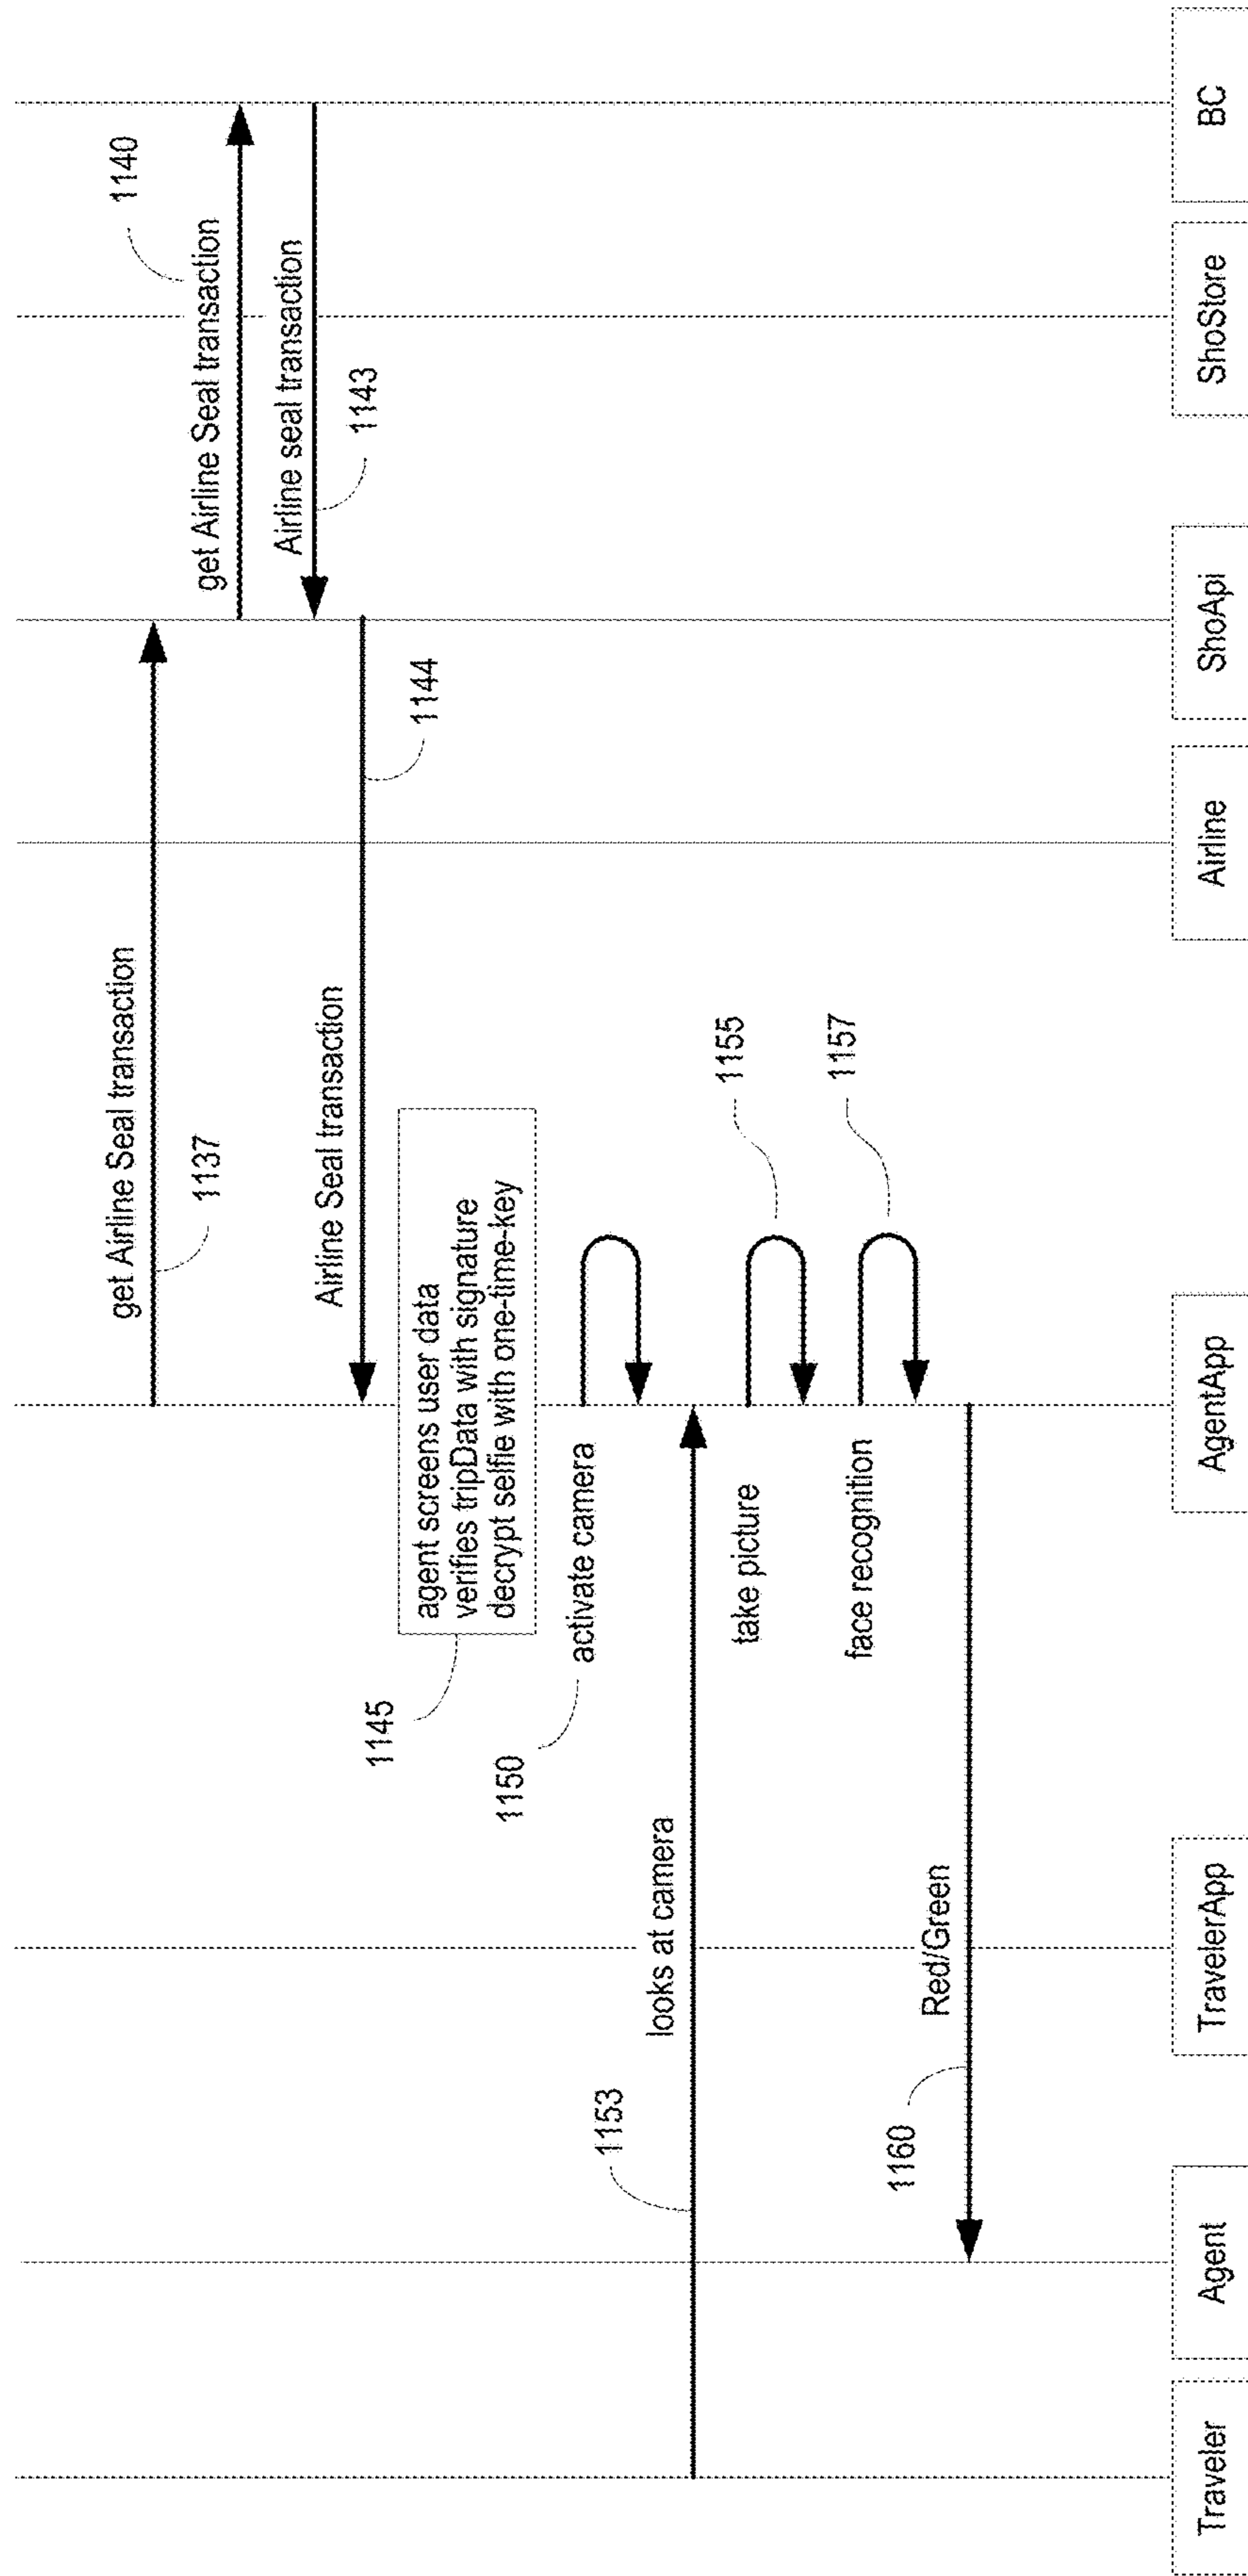 get Airline Seal transaction
1137
get Airline Seal transaction
1140
Airline seal transaction
1143
Airline Seal transaction
1144
agent screens user data
verifies tripData with signature
decrypt selfie with one-time-key
1145
activate camera
1150
looks at camera
1153
take picture
1155
face recognition
1157
Red/Green
1160
Traveler
Agent
TravelerApp
AgentApp
Airline
ShoApi
ShoStore
BC